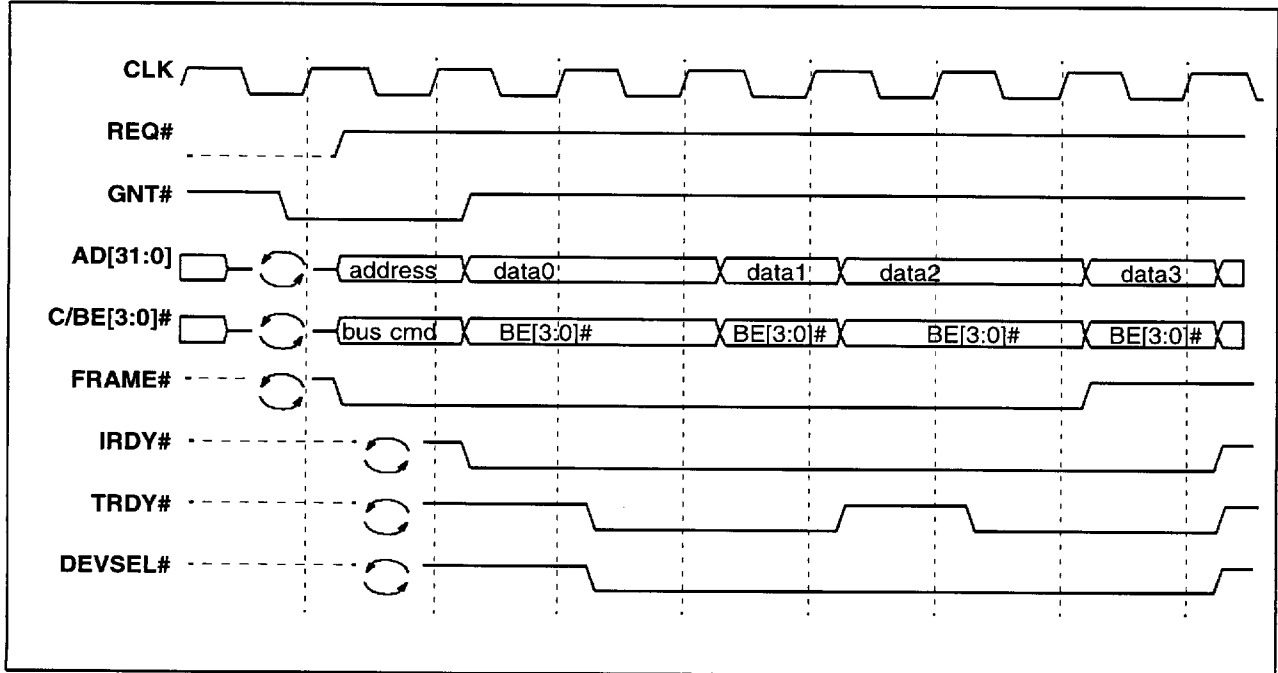 CLK
REQ#
GNT#
AD[31:0] address data0 data1 data2 data3
C/BE[3:0]# bus cmd BE[3:0]# BE[3:0]# BE[3:0]# BE[3:0]#
FRAME#
IRDY#
TRDY#
DEVSEL#